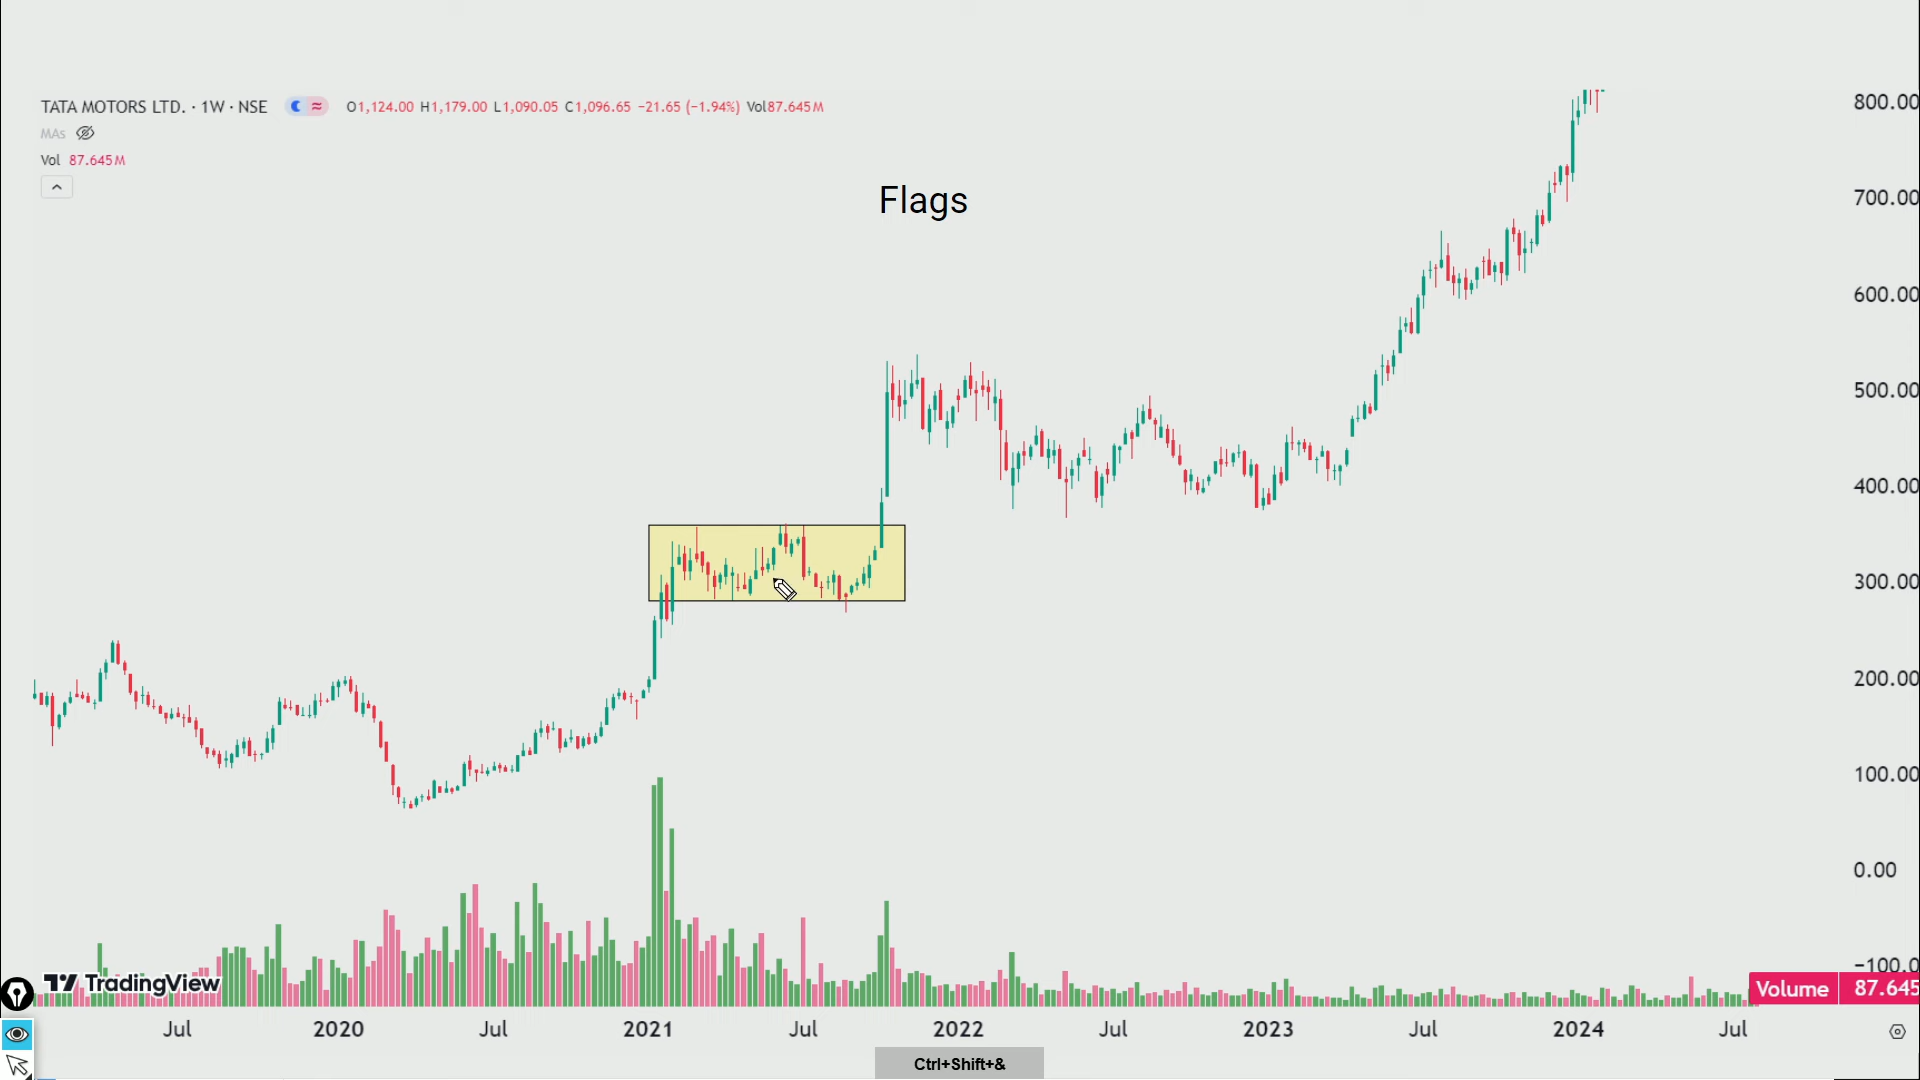 TATA MOTORS LTD. · 1W · NSE O1,124.00 H1,179.00 L1,090.05 C1,096.65 −21.65 (−1.94%) Vol87.645M
MAs
Vol 87.645M
Flags
800.00
700.00
600.00
500.00
400.00
300.00
200.00
100.00
0.00
−100.0
TradingView
Volume 87.645
Jul 2020 Jul 2021 Jul 2022 Jul 2023 Jul 2024 Jul
Ctrl+Shift+&